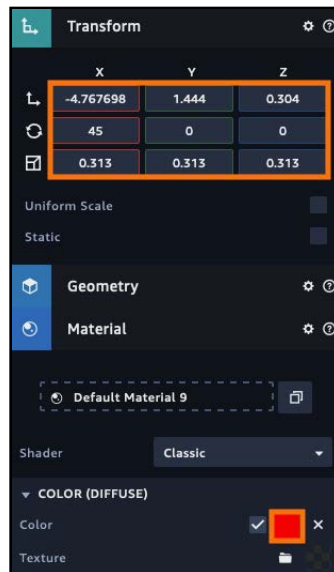 Transform
X Y Z
-4.767698 1.444 0.304
45 0 0
0.313 0.313 0.313
Uniform Scale
Static
Geometry
Material
Default Material 9
Shader Classic
COLOR (DIFFUSE)
Color
Texture